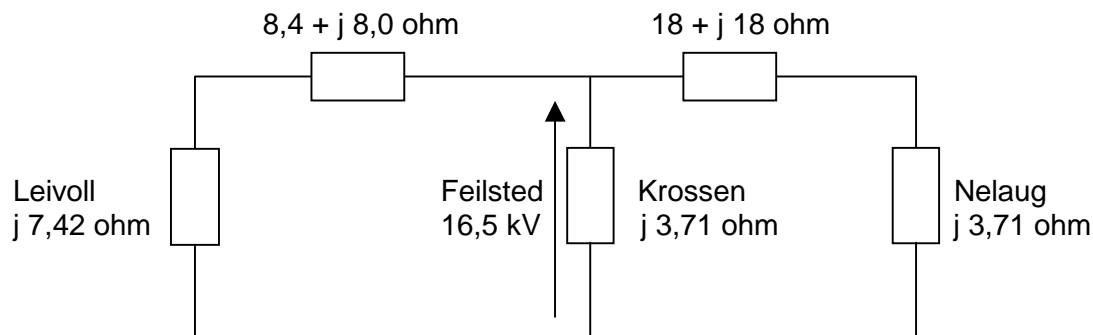 8,4 + j 8,0 ohm
18 + j 18 ohm
Leivoll
j 7,42 ohm
Feilsted
16,5 kV
Krossen
j 3,71 ohm
Nelaug
j 3,71 ohm